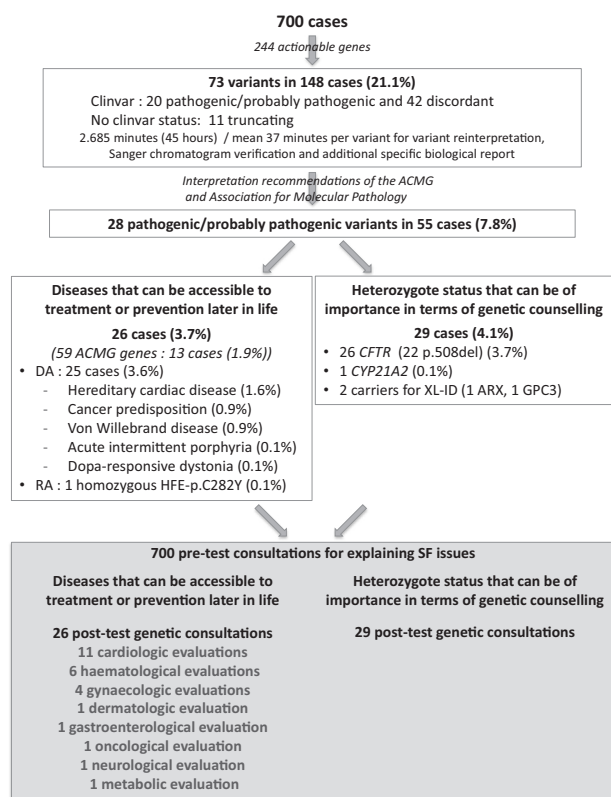 700 cases
244 actionable genes
73 variants in 148 cases (21.1%)
Clinvar : 20 pathogenic/probably pathogenic and 42 discordant
No clinvar status: 11 truncating
2.685 minutes (45 hours) / mean 37 minutes per variant for variant reinterpretation,
Sanger chromatogram verification and additional specific biological report
Interpretation recommendations of the ACMG
and Association for Molecular Pathology
28 pathogenic/probably pathogenic variants in 55 cases (7.8%)
Diseases that can be accessible to
treatment or prevention later in life
26 cases (3.7%)
(59 ACMG genes : 13 cases (1.9%))
• DA : 25 cases (3.6%)
- Hereditary cardiac disease (1.6%)
- Cancer predisposition (0.9%)
- Von Willebrand disease (0.9%)
- Acute intermittent porphyria (0.1%)
- Dopa-responsive dystonia (0.1%)
• RA : 1 homozygous HFE-p.C282Y (0.1%)
Heterozygote status that can be of
importance in terms of genetic counselling
29 cases (4.1%)
• 26 CFTR (22 p.508del) (3.7%)
• 1 CYP21A2 (0.1%)
• 2 carriers for XL-ID (1 ARX, 1 GPC3)
700 pre-test consultations for explaining SF issues
Diseases that can be accessible to
treatment or prevention later in life
26 post-test genetic consultations
11 cardiologic evaluations
6 haematological evaluations
4 gynaecologic evaluations
1 dermatologic evaluation
1 gastroenterological evaluation
1 oncological evaluation
1 neurological evaluation
1 metabolic evaluation
Heterozygote status that can be of
importance in terms of genetic counselling
29 post-test genetic consultations